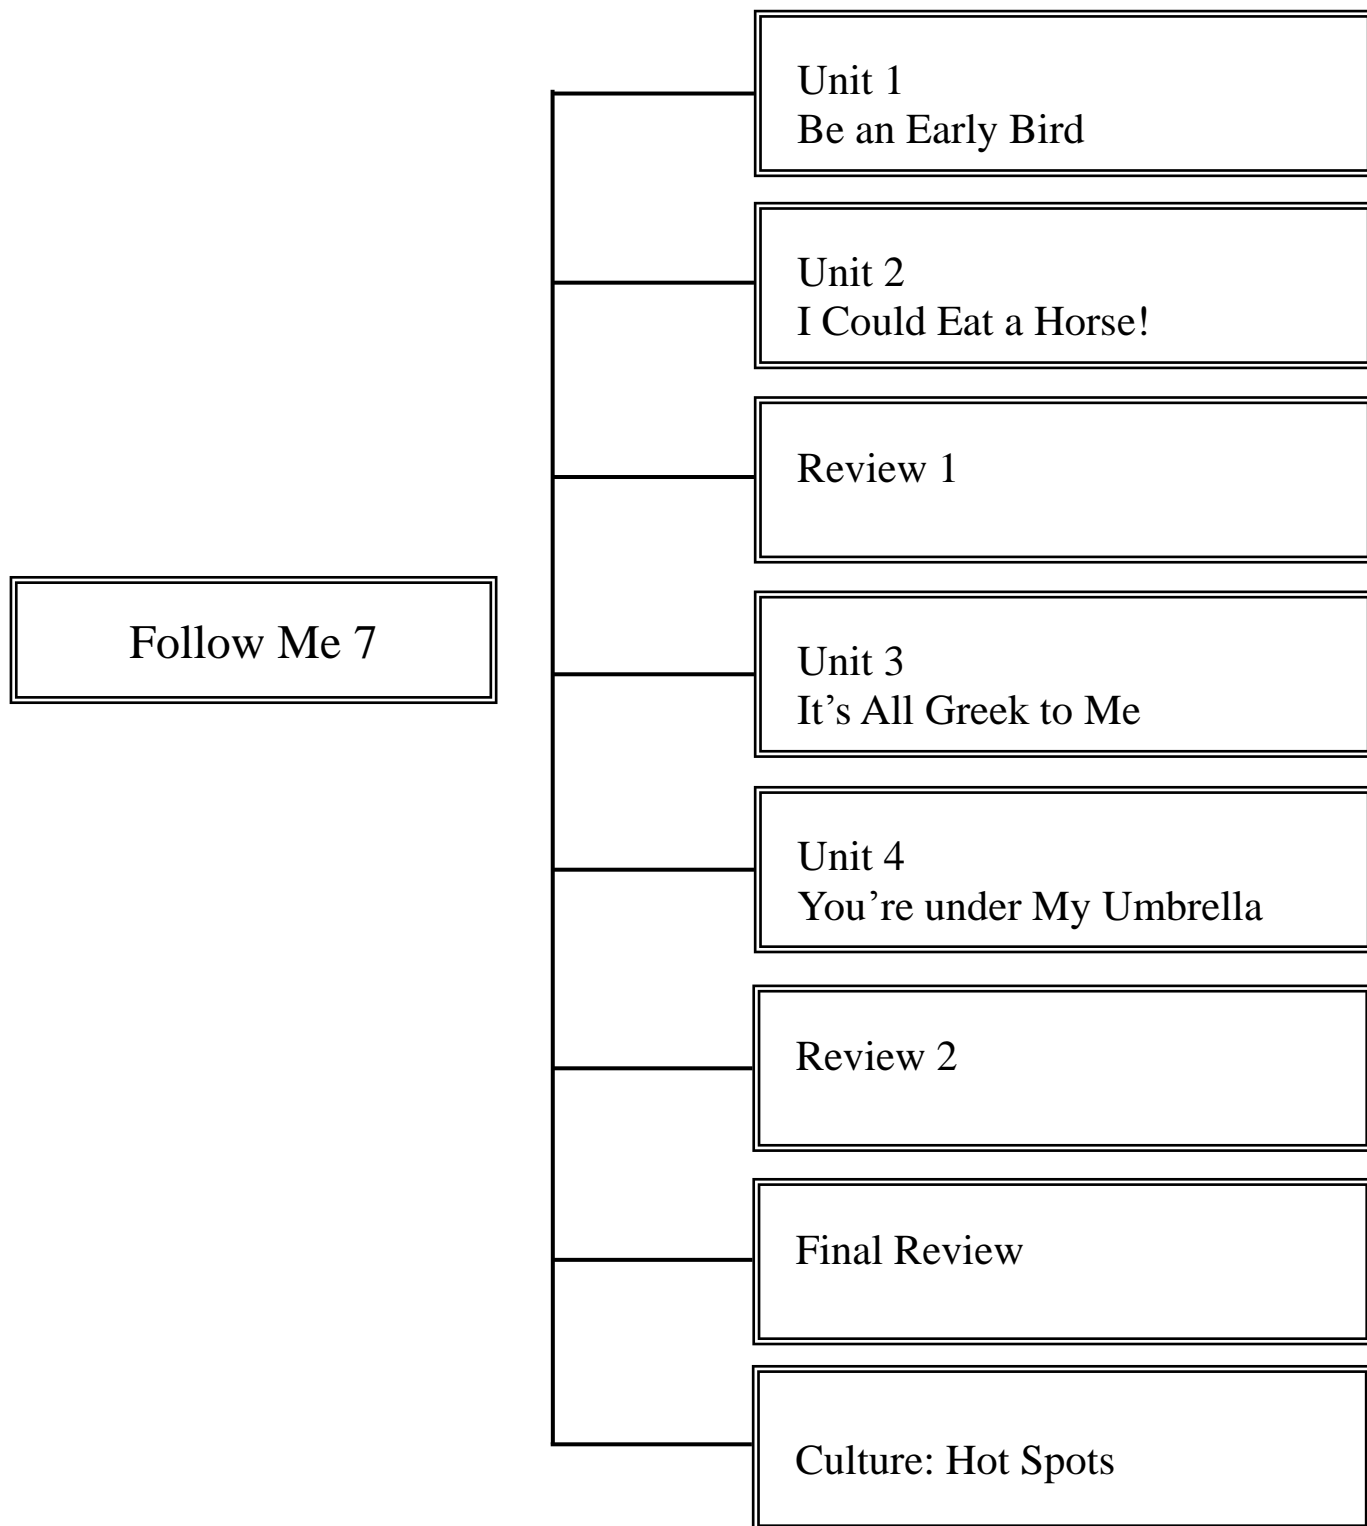 Follow Me 7
Unit 1
Be an Early Bird
Unit 2
I Could Eat a Horse!
Review 1
Unit 3
It’s All Greek to Me
Unit 4
You’re under My Umbrella
Review 2
Final Review
Culture: Hot Spots